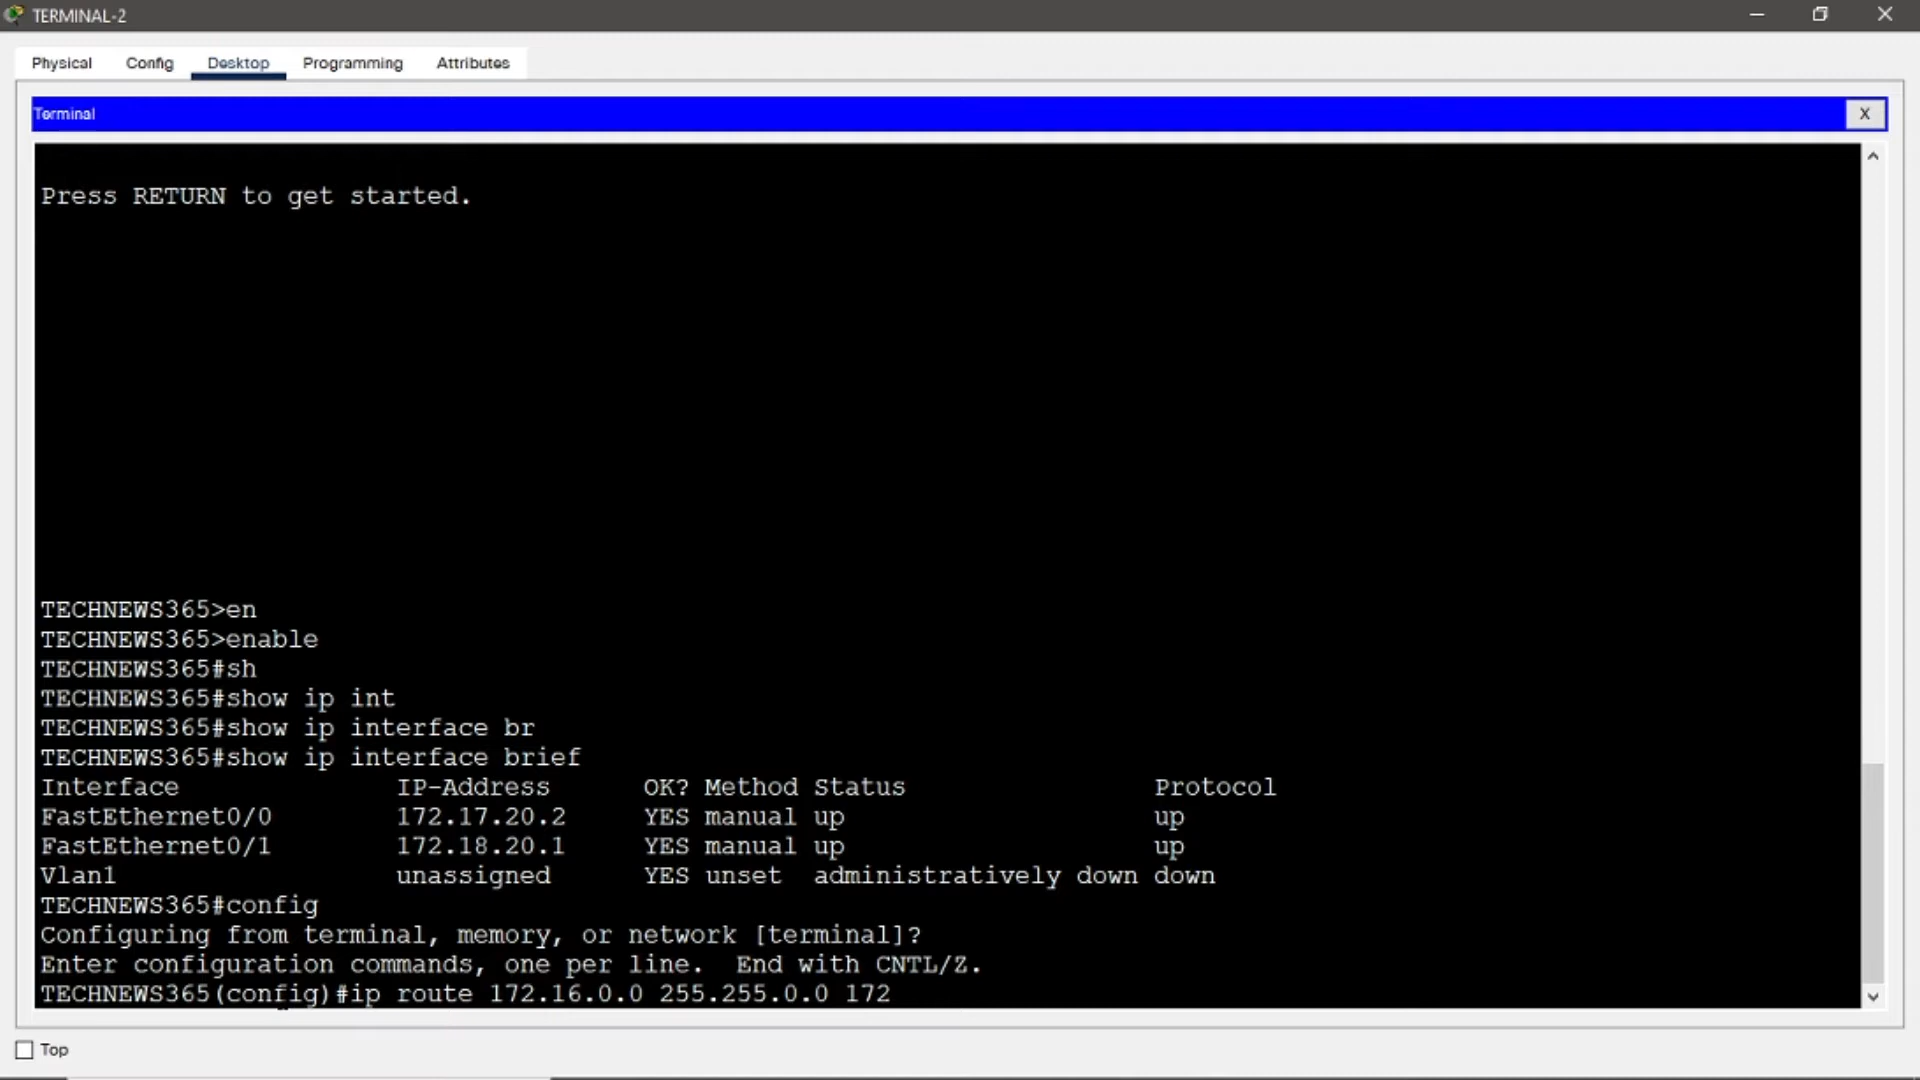 TERMINAL-2
Physical Config Desktop Programming Attributes
Terminal X
Press RETURN to get started.
TECHNEWS365>en
TECHNEWS365>enable
TECHNEWS365#sh
TECHNEWS365#show ip int
TECHNEWS365#show ip interface br
TECHNEWS365#show ip interface brief
Interface IP-Address OK? Method Status Protocol
FastEthernet0/0 172.17.20.2 YES manual up up
FastEthernet0/1 172.18.20.1 YES manual up up
Vlan1 unassigned YES unset administratively down down
TECHNEWS365#config
Configuring from terminal, memory, or network [terminal]?
Enter configuration commands, one per line. End with CNTL/Z.
TECHNEWS365(config)#ip route 172.16.0.0 255.255.0.0 172
Top